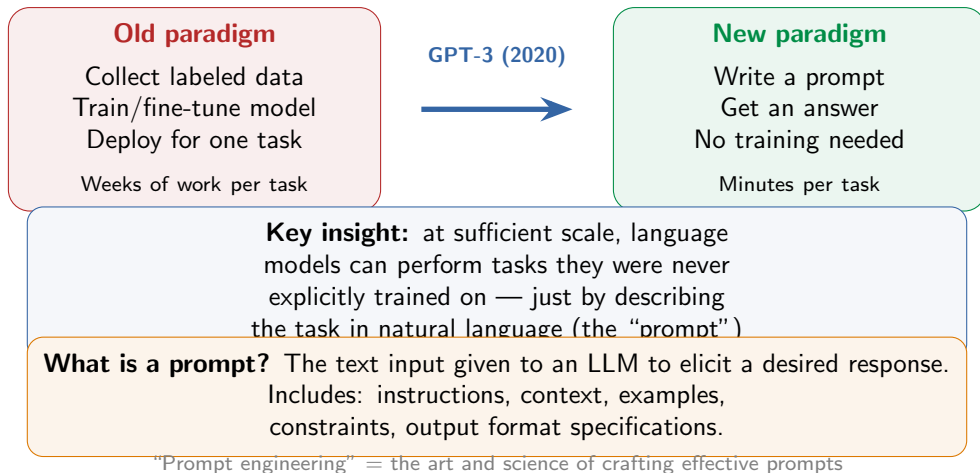 Old paradigm
Collect labeled data
Train/fine-tune model
Deploy for one task
Weeks of work per task
GPT-3 (2020)
New paradigm
Write a prompt
Get an answer
No training needed
Minutes per task
Key insight: at sufficient scale, language
models can perform tasks they were never
explicitly trained on — just by describing
the task in natural language (the “prompt”)
What is a prompt? The text input given to an LLM to elicit a desired response.
Includes: instructions, context, examples,
constraints, output format specifications.
“Prompt engineering” = the art and science of crafting effective prompts